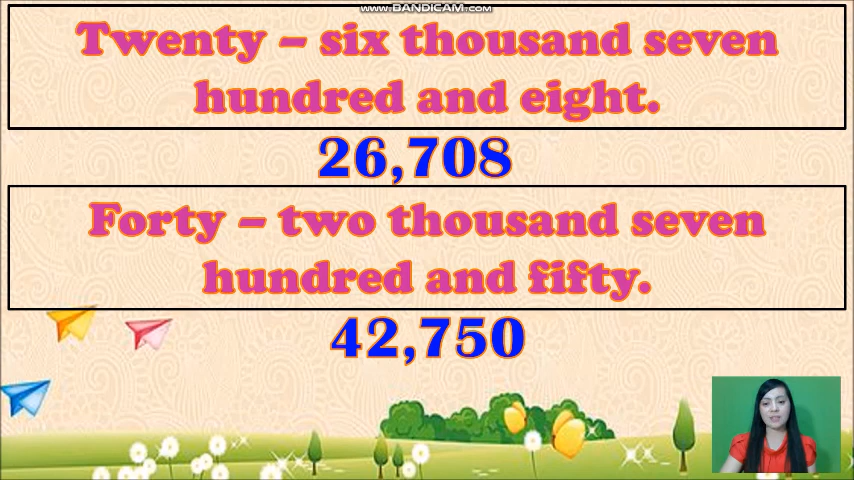 www.BANDICAM.com
Twenty – six thousand seven
hundred and eight.
26,708
Forty – two thousand seven
hundred and fifty.
42,750